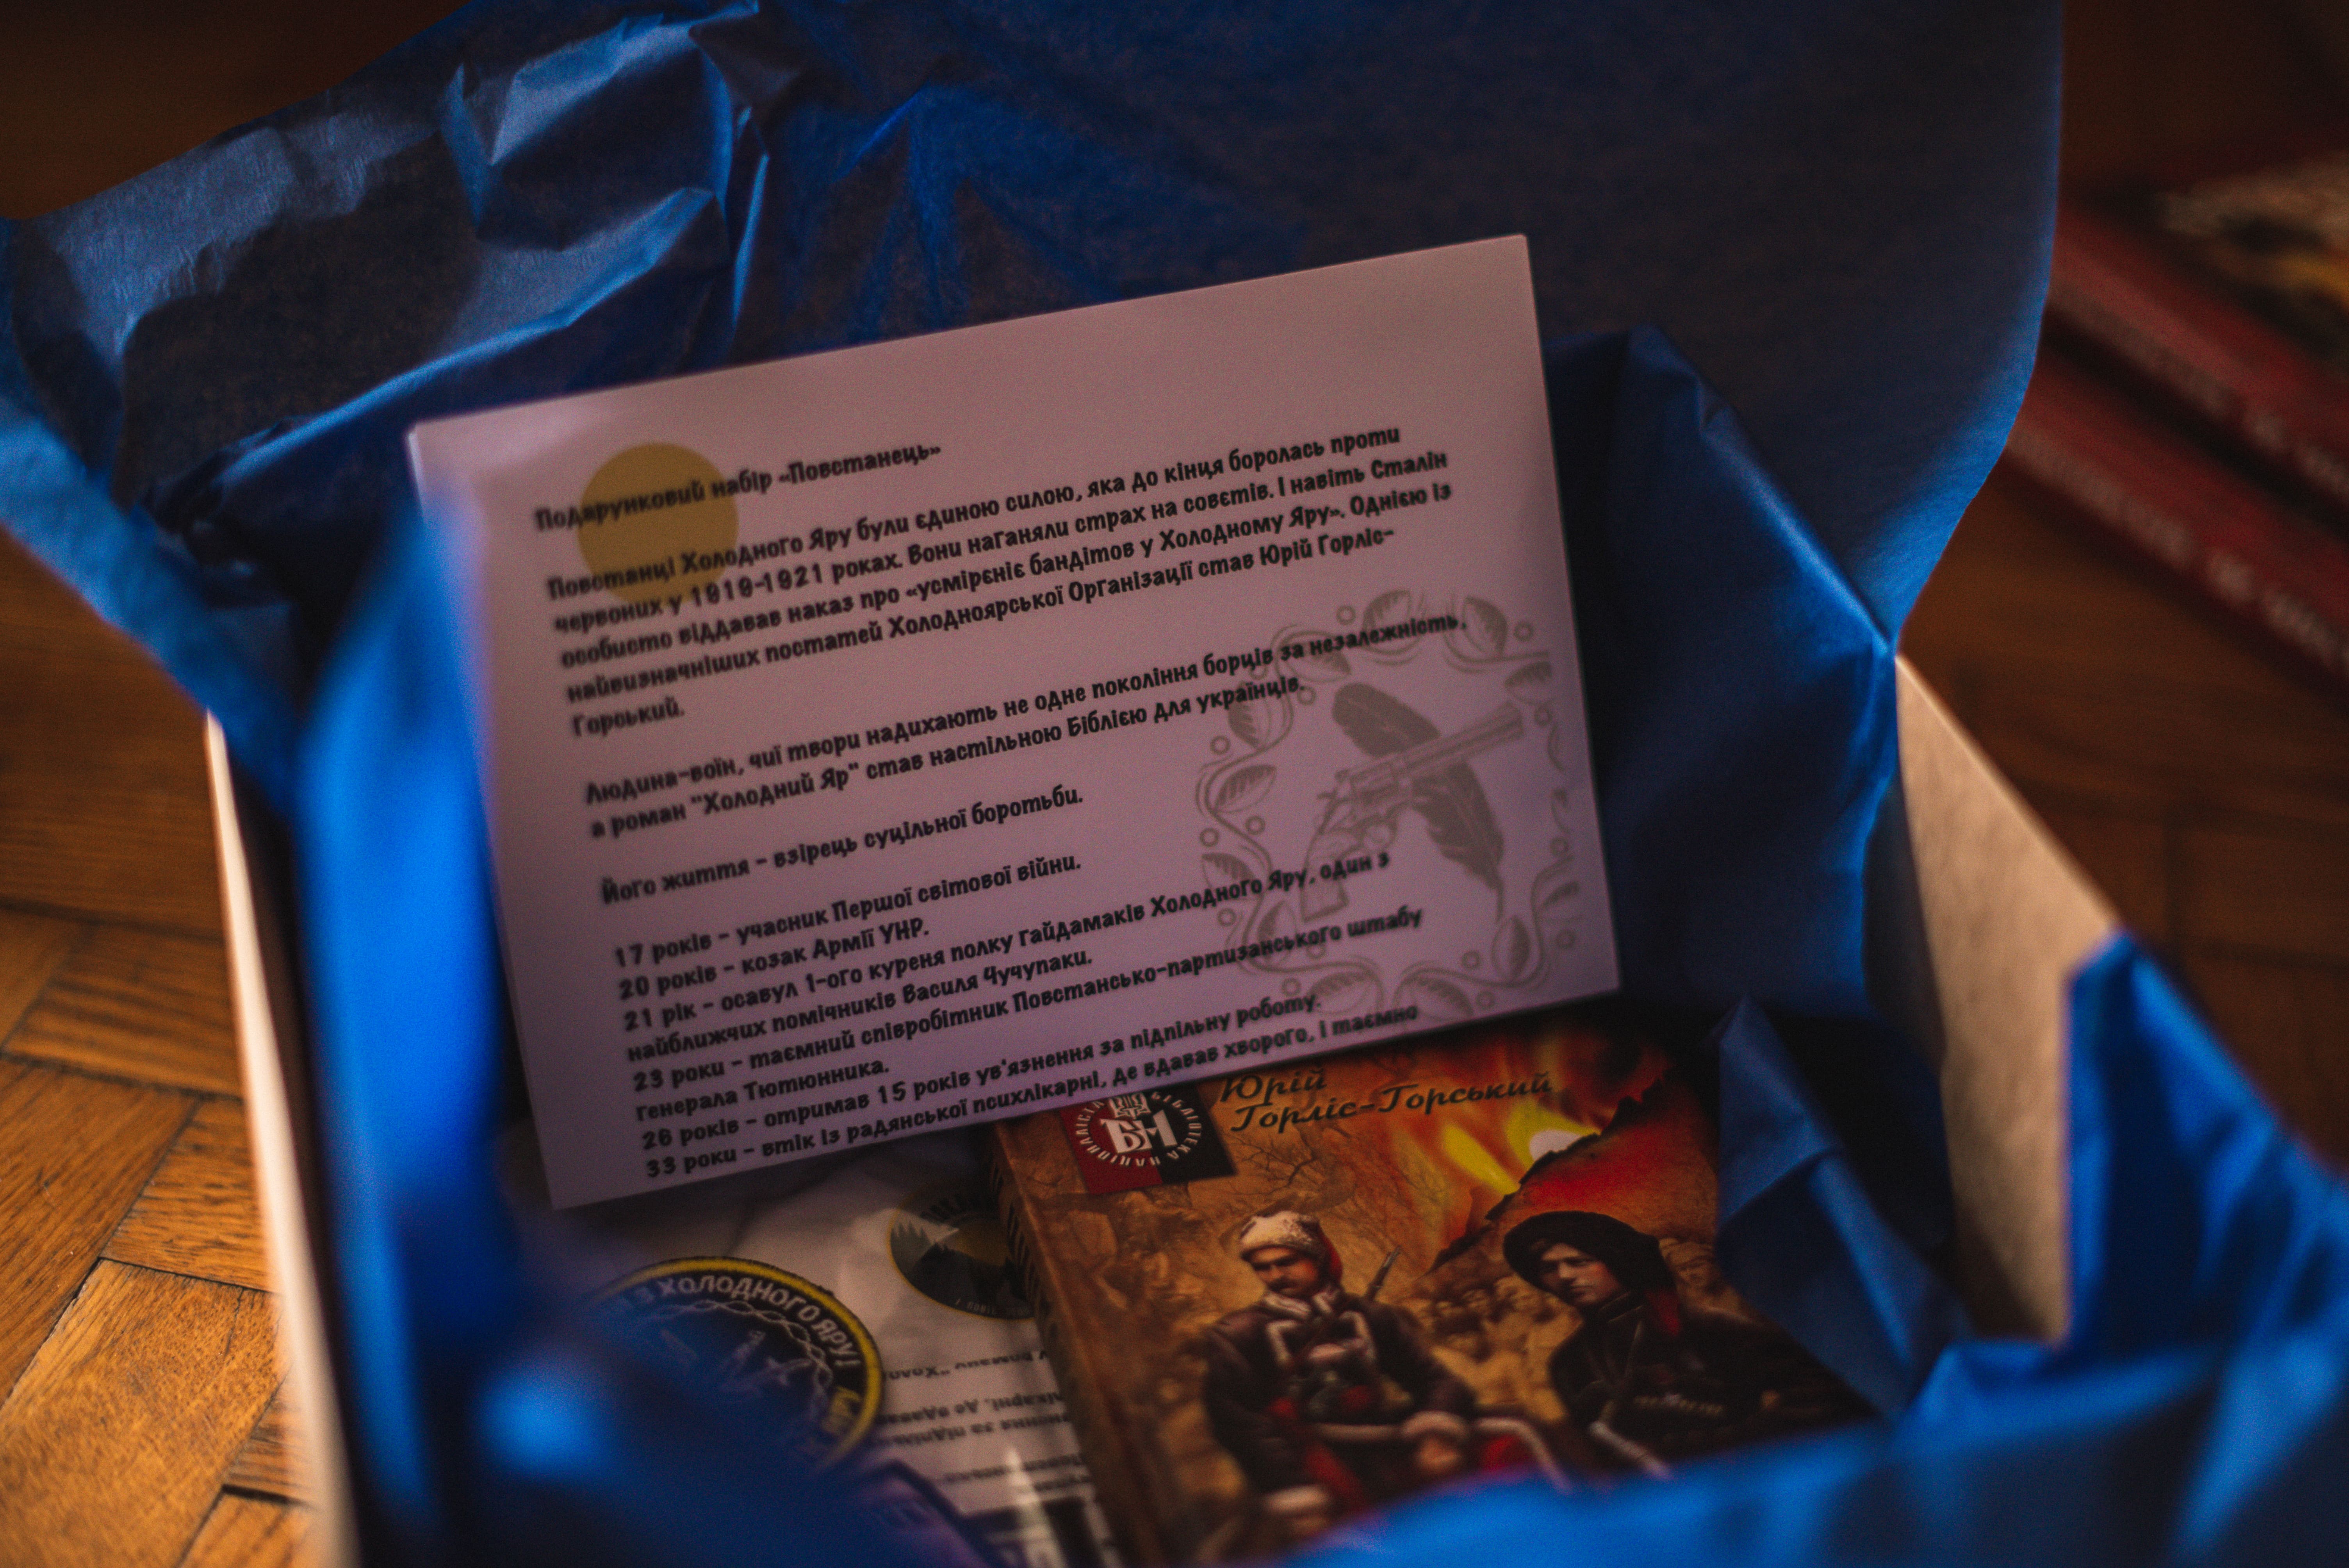 Подарунковий набір «Повстанець»
Повстанці Холодного Яру були єдиною силою, яка до кінця боролась проти
червоних у 1919-1921 роках. Вони наганяли страх на совєтів. І навіть Сталін
особисто віддавав наказ про «усмірєніє бандітов у Холодному Яру». Однією із
найвизначніших постатей Холодноярської Організації став Юрій Горліс-
Горський.
Людина-воїн, чиї твори надихають не одне покоління борців за незалежність,
а роман "Холодний Яр" став настільною Біблією для українців.
Його життя - взірець суцільної боротьби.
17 років - учасник Першої світової війни.
20 років - козак Армії УНР.
21 рік - осавул 1-ого куреня полку гайдамаків Холодного Яру, один з
найближчих помічників Василя Чучупаки.
23 роки - таємний співробітник Повстансько-партизанського штабу
генерала Тютюнника.
26 років - отримав 15 років ув'язнення за підпільну роботу.
33 роки - втік із радянської психлікарні, де вдавав хворого, і таємно
Юрій
Горліс-Горський
БН
БІБЛІОТЕКА НАЦІОНАЛІСТА
З ХОЛОДНОГО ЯРУ!